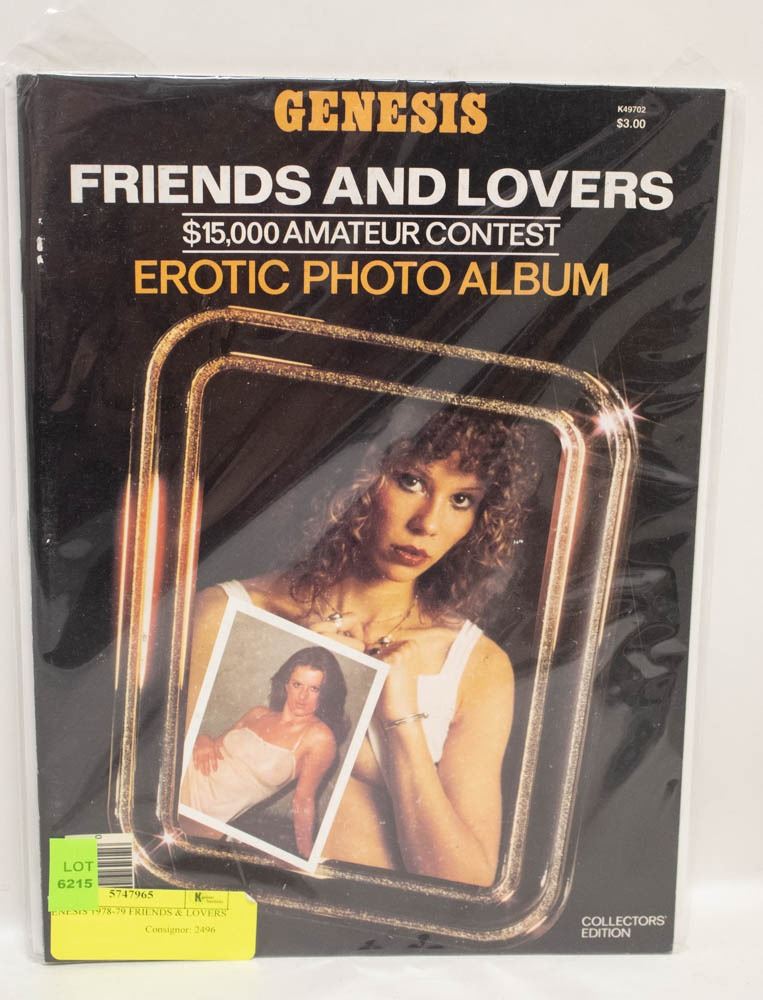 GENESIS
K49702
$3.00
FRIENDS AND LOVERS
$15,000 AMATEUR CONTEST
EROTIC PHOTO ALBUM
LOT
6215
5747965
ENESIS 1978-79 FRIENDS & LOVERS
Consignor: 2496
COLLECTORS'
EDITION